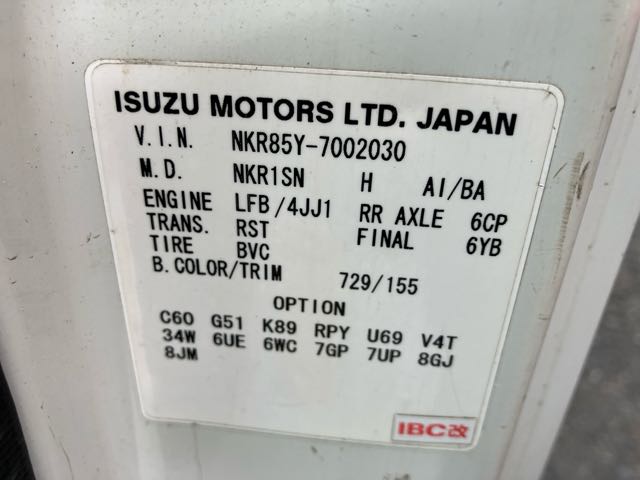 ISUZU MOTORS LTD. JAPAN
V.I.N. NKR85Y-7002030
M.D. NKR1SN H AI/BA
ENGINE LFB/4JJ1 RR AXLE 6CP
TRANS. RST FINAL 6YB
TIRE BVC
B.COLOR/TRIM 729/155
OPTION
C60 G51 K89 RPY U69 V4T
34W 6UE 6WC 7GP 7UP 8GJ
8JM
IBC改